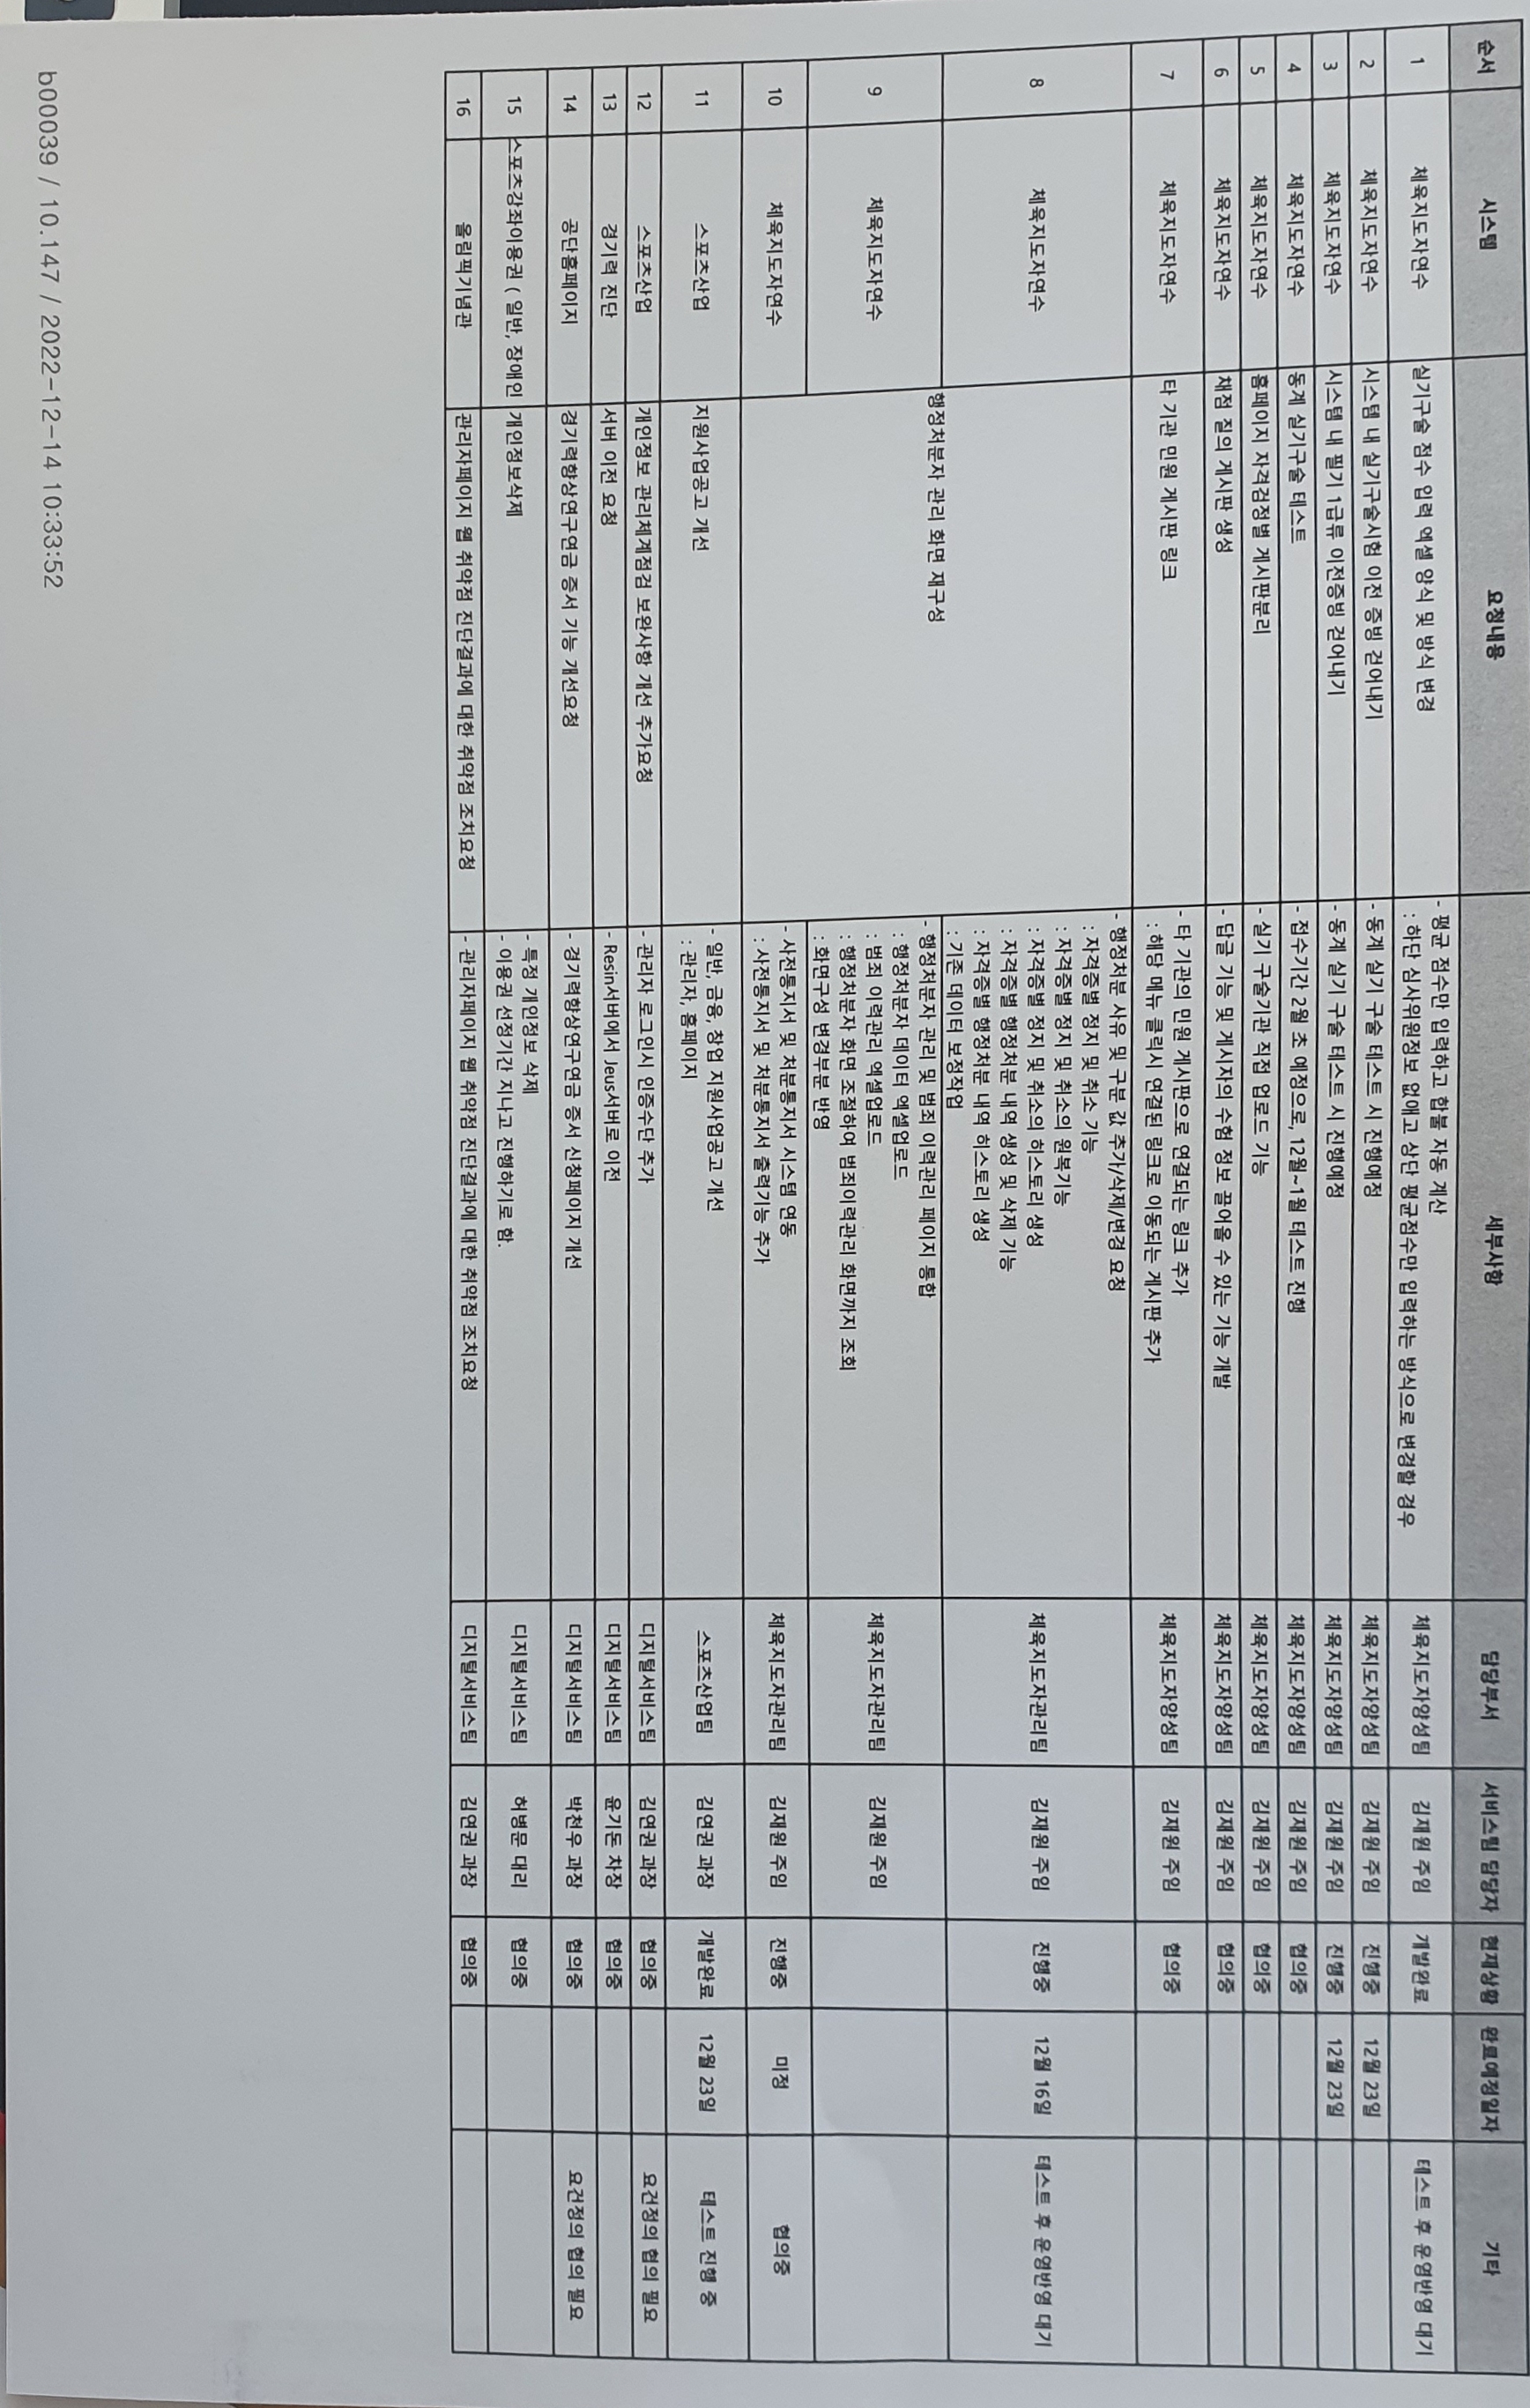 순서 시스템 요청내용 세부사항 담당부서 서비스팀 담당자 현재상황 완료예정일자 기타
1 체육지도자연수 실기구술 점수 입력 엑셀 양식 및 방식 변경 - 평균 점수만 입력하고 합불 자동 계산 체육지도자양성팀 김재원 주임 개발완료 테스트 후 운영반영 대기
: 하단 심사위원정보 없애고 상단 평균점수만 입력하는 방식으로 변경할 경우
2 체육지도자연수 시스템 내 실기구술시험 이전 증빙 걷어내기 - 동계 실기 구술 테스트 시 진행예정 체육지도자양성팀 김재원 주임 진행중 12월 23일
3 체육지도자연수 시스템 내 필기 1급류 이전증빙 걷어내기 - 동계 실기 구술 테스트 시 진행예정 체육지도자양성팀 김재원 주임 진행중 12월 23일
4 체육지도자연수 동계 실기구술 테스트 - 접수기간 2월 초 예정으로, 12월~1월 테스트 진행 체육지도자양성팀 김재원 주임 협의중
5 체육지도자연수 홈페이지 자격검정별 게시판분리 - 실기 구술기관 직접 업로드 기능 체육지도자양성팀 김재원 주임 협의중
6 체육지도자연수 채점 질의 게시판 생성 - 답글 기능 및 게시자의 수험 정보 끌어올 수 있는 기능 개발 체육지도자양성팀 김재원 주임 협의중
7 체육지도자연수 타 기관 민원 게시판 링크 - 타 기관의 민원 게시판으로 연결되는 링크 추가 체육지도자양성팀 김재원 주임 협의중
: 해당 메뉴 클릭시 연결된 링크로 이동되는 게시판 추가
8 체육지도자연수 행정처분자 관리 화면 재구성 - 행정처분 사유 및 구분 값 추가/삭제/변경 요청 체육지도자관리팀 김재원 주임 진행중 12월 16일 테스트 후 운영반영 대기
: 자격증별 정지 및 취소 기능
: 자격증별 정지 및 취소의 원복기능
: 자격증별 정지 및 취소의 히스토리 생성
: 자격증별 행정처분 내역 생성 및 삭제 기능
: 자격증별 행정처분 내역 히스토리 생성
: 기존 데이터 보정작업
9 체육지도자연수 - 행정처분자 관리 및 범죄 이력관리 페이지 통합 체육지도자관리팀 김재원 주임
: 행정처분자 데이터 엑셀업로드
: 범죄 이력관리 엑셀업로드
: 행정처분자 화면 조절하여 범죄이력관리 화면까지 조회
: 화면구성 변경부분 반영
10 체육지도자연수 - 사전통지서 및 처분통지서 시스템 연동 체육지도자관리팀 김재원 주임 진행중 미정 협의중
: 사전통지서 및 처분통지서 출력기능 추가
11 스포츠산업 지원사업공고 개선 - 일반, 금융, 창업 지원사업공고 개선 스포츠산업팀 김연권 과장 개발완료 12월 23일 테스트 진행 중
: 관리자, 홈페이지
12 스포츠산업 개인정보 관리체계점검 보완사항 개선 추가요청 - 관리자 로그인시 인증수단 추가 디지털서비스팀 김연권 과장 협의중 요건정의 협의 필요
13 경기력 진단 서버 이전 요청 - Resin서버에서 Jeus서버로 이전 디지털서비스팀 윤기돈 차장 협의중
14 공단홈페이지 경기력향상연구연금 증서 기능 개선요청 - 경기력향상연구연금 증서 신청페이지 개선 디지털서비스팀 박천우 과장 협의중 요건정의 협의 필요
15 스포츠강좌이용권 ( 일반, 장애인 개인정보삭제 - 특정 개인정보 삭제 디지털서비스팀 허병문 대리 협의중
- 이용권 선정기간 지나고 진행하기로 함.
16 올림픽기념관 관리자페이지 웹 취약점 진단결과에 대한 취약점 조치요청 - 관리자페이지 웹 취약점 진단결과에 대한 취약점 조치요청 디지털서비스팀 김연권 과장 협의중
b00039 / 10.147 / 2022-12-14 10:33:52